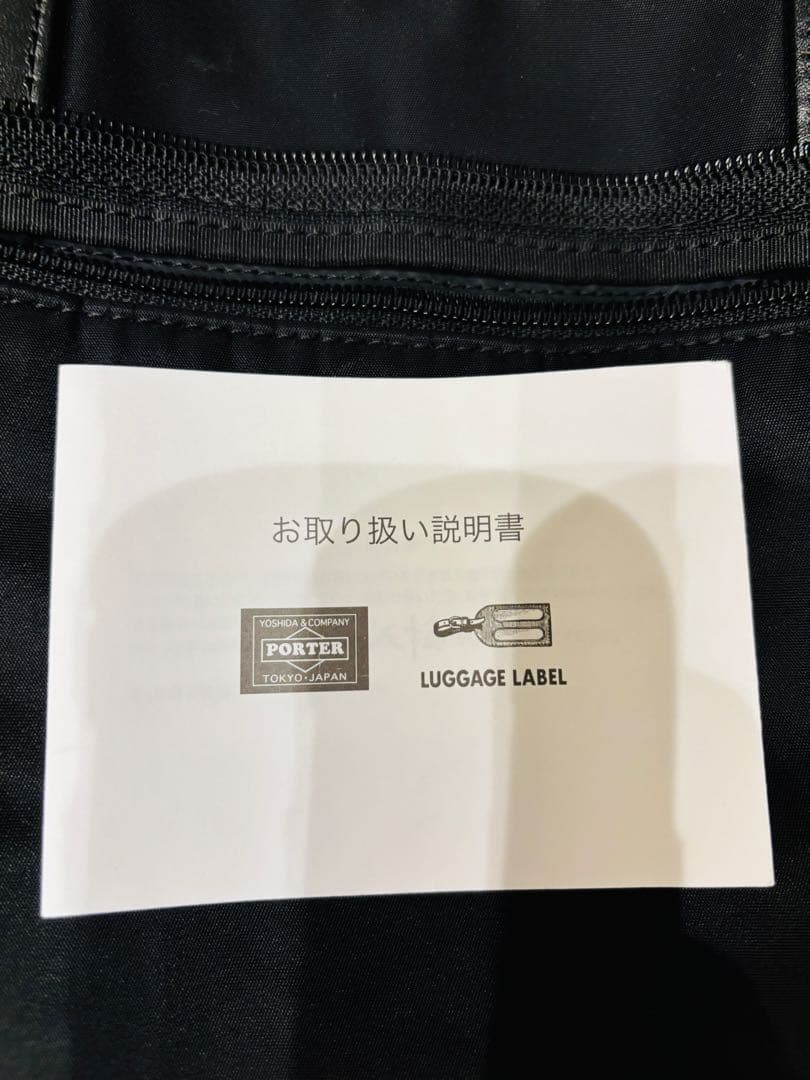 お取り扱い説明書
YOSHIDA & COMPANY
PORTER
TOKYO・JAPAN
LUGGAGE LABEL